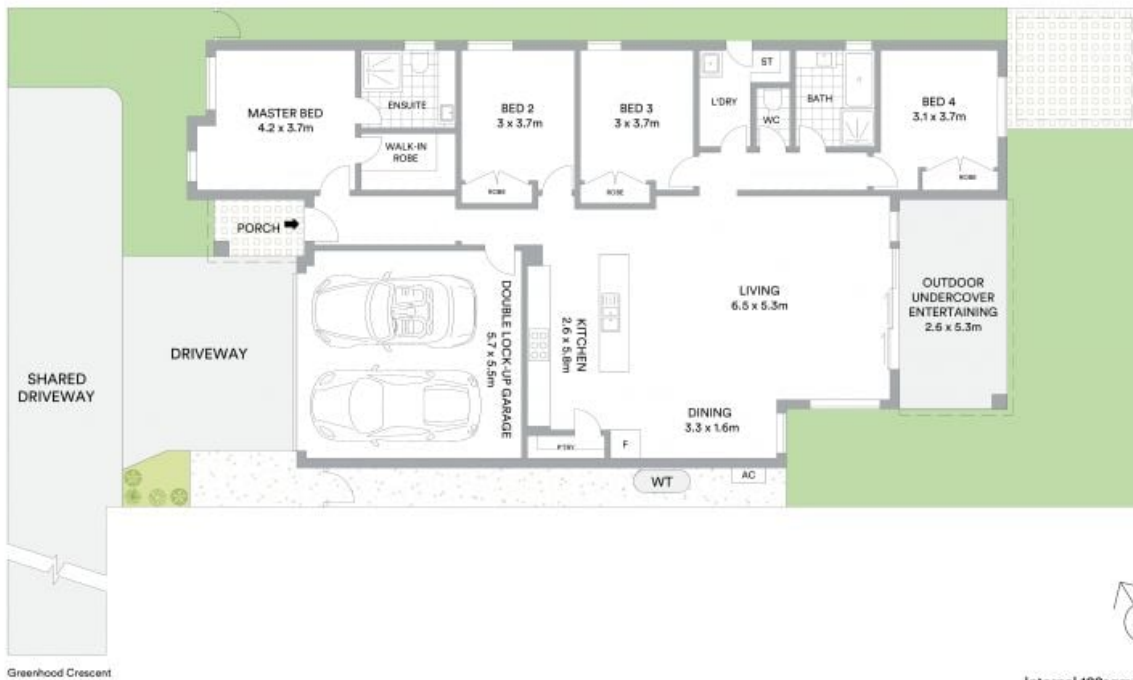 MASTER BED
4.2 x 3.7m
ENSUITE
WALK-IN
ROBE
BED 2
3 x 3.7m
ROBE
BED 3
3 x 3.7m
ROBE
L'DRY
ST
WC
BATH
BED 4
3.1 x 3.7m
ROBE
PORCH
DRIVEWAY
SHARED
DRIVEWAY
DOUBLE LOCK-UP GARAGE
5.7 x 5.5m
KITCHEN
2.6 x 5.8m
LIVING
6.5 x 5.3m
OUTDOOR
UNDERCOVER
ENTERTAINING
2.6 x 5.3m
DINING
3.3 x 1.6m
PTRY
F
WT
AC
Greenhood Crescent
Internal